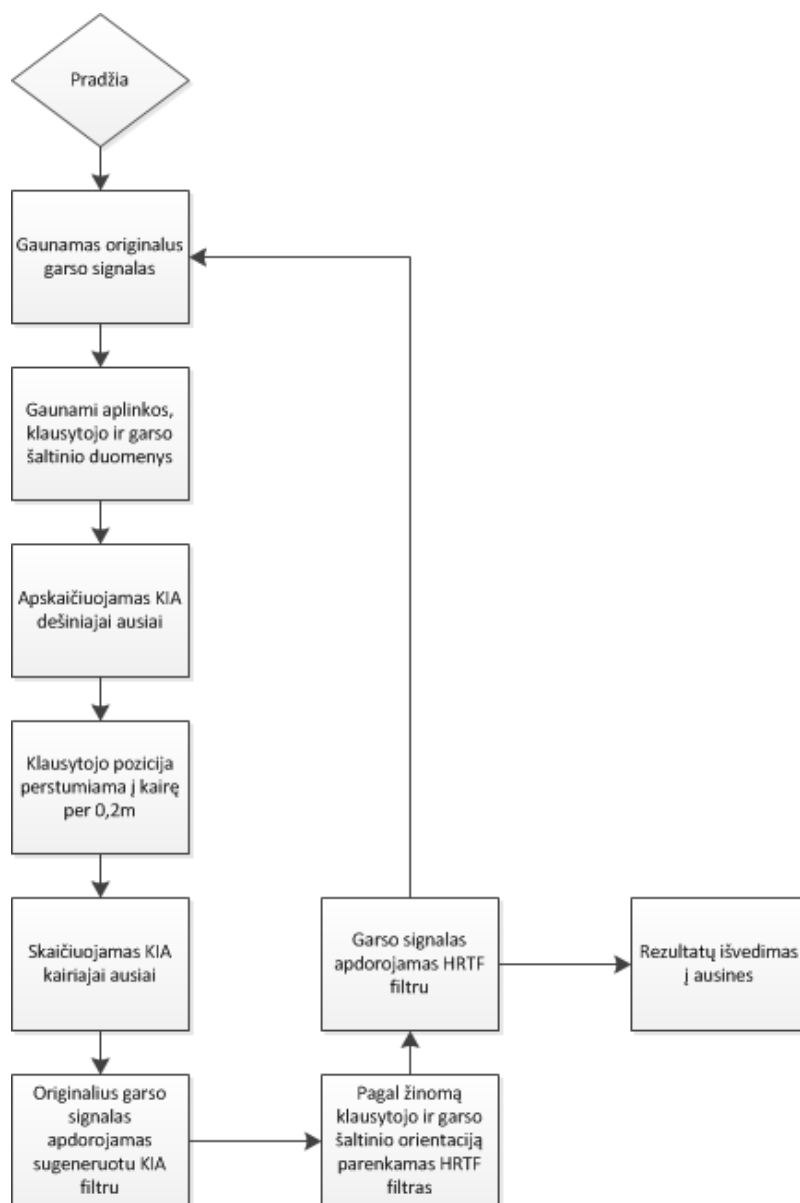 Pradžia
Gaunamas originalus
garso signalas
Gaunami aplinkos,
klausytojo ir garso
šaltinio duomenys
Apskaičiuojamas KIA
dešiniajai ausiai
Klausytojo pozicija
perstumiama į kairę
per 0,2m
Skaičiuojamas KIA
kairiajai ausiai
Originalius garso
signalas
apdorojamas
sugeneruotu KIA
filtru
Pagal žinomą
klausytojo ir garso
šaltinio orientaciją
parenkamas HRTF
filtras
Garso signalas
apdorojamas HRTF
filtru
Rezultatų išvedimas
į ausines